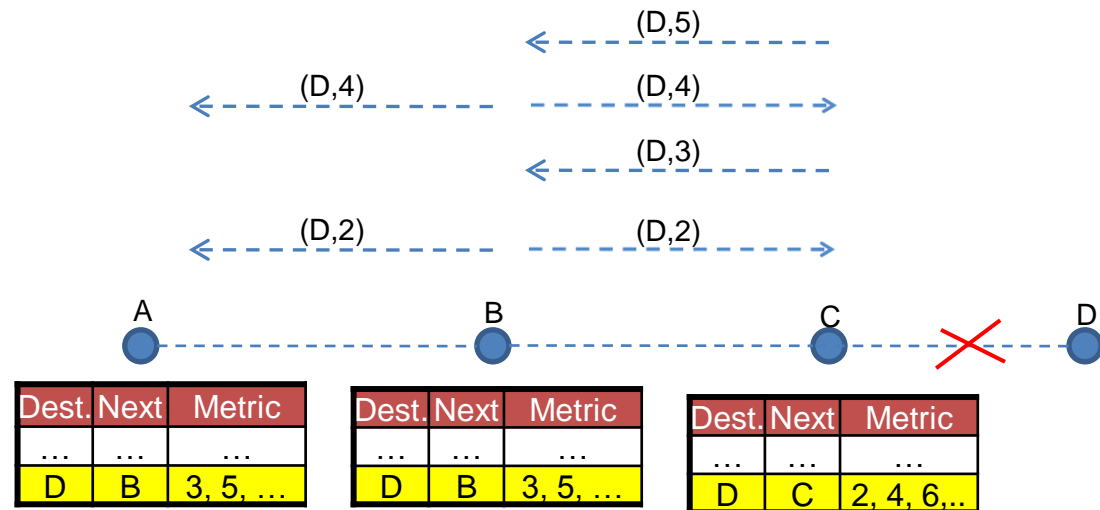 (D,5)
(D,4) (D,4)
(D,3)
(D,2) (D,2)
A B C D
Dest. Next Metric
... ... ...
D B 3, 5, ...
Dest. Next Metric
... ... ...
D B 3, 5, ...
Dest. Next Metric
... ... ...
D C 2, 4, 6,..